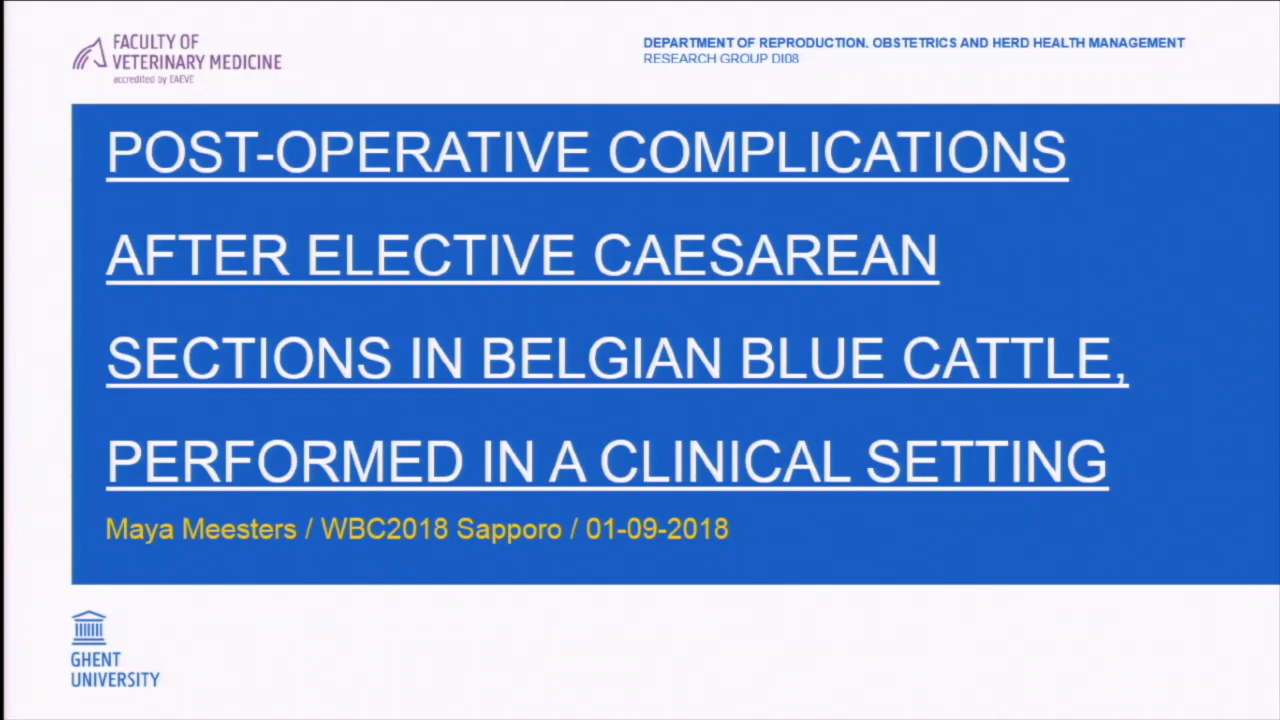 FACULTY OF
VETERINARY MEDICINE
accredited by EAEVE
DEPARTMENT OF REPRODUCTION. OBSTETRICS AND HERD HEALTH MANAGEMENT
RESEARCH GROUP DI08
POST-OPERATIVE COMPLICATIONS
AFTER ELECTIVE CAESAREAN
SECTIONS IN BELGIAN BLUE CATTLE,
PERFORMED IN A CLINICAL SETTING
Maya Meesters / WBC2018 Sapporo / 01-09-2018
GHENT
UNIVERSITY